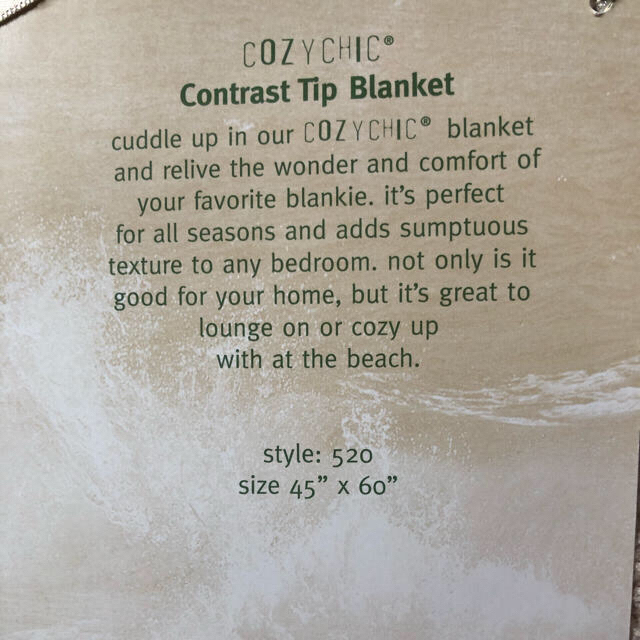 COZYCHIC®
Contrast Tip Blanket
cuddle up in our COZYCHIC® blanket
and relive the wonder and comfort of
your favorite blankie. it's perfect
for all seasons and adds sumptuous
texture to any bedroom. not only is it
good for your home, but it's great to
lounge on or cozy up
with at the beach.
style: 520
size 45" x 60"